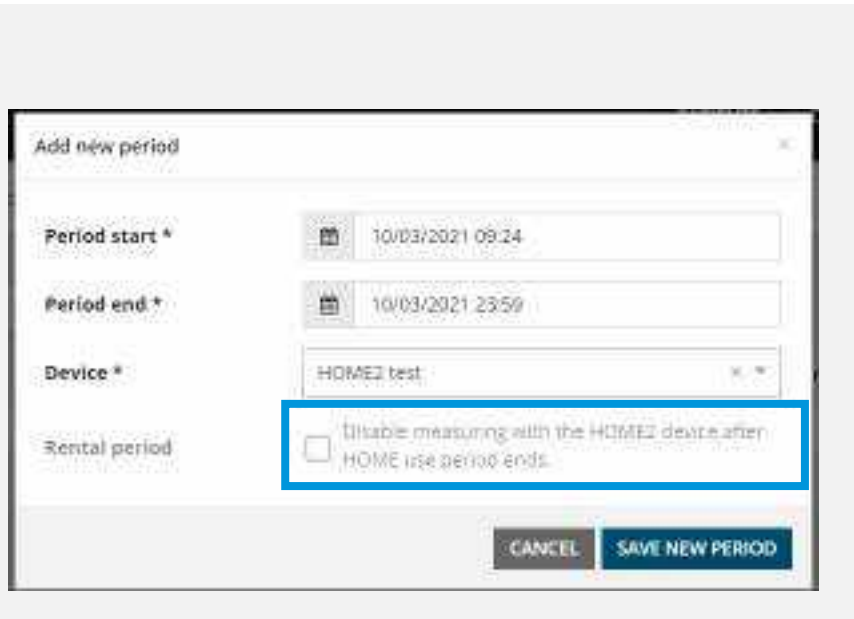 Add new period
×
Period start *
10/03/2021 09:24
Period end *
10/03/2021 23:59
Device *
HOME2 test
×
Rental period
Disable measuring with the HOME2 device after
HOME use period ends.
CANCEL
SAVE NEW PERIOD